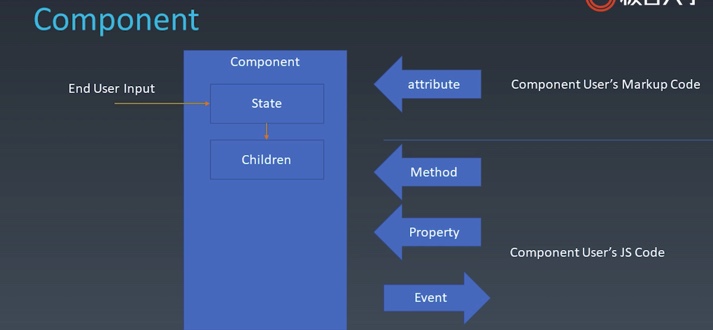 Component
Component
End User Input
State
Children
attribute
Component User's Markup Code
Method
Property
Component User's JS Code
Event